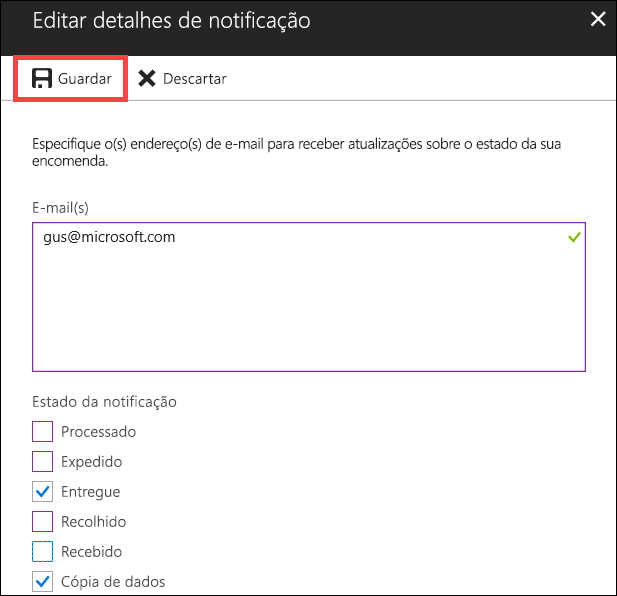 Editar detalhes de notificação
Guardar
Descartar
Especifique o(s) endereço(s) de e-mail para receber atualizações sobre o estado da sua
encomenda.
E-mail(s)
gus@microsoft.com
Estado da notificação
Processado
Expedido
Entregue
Recolhido
Recebido
Cópia de dados